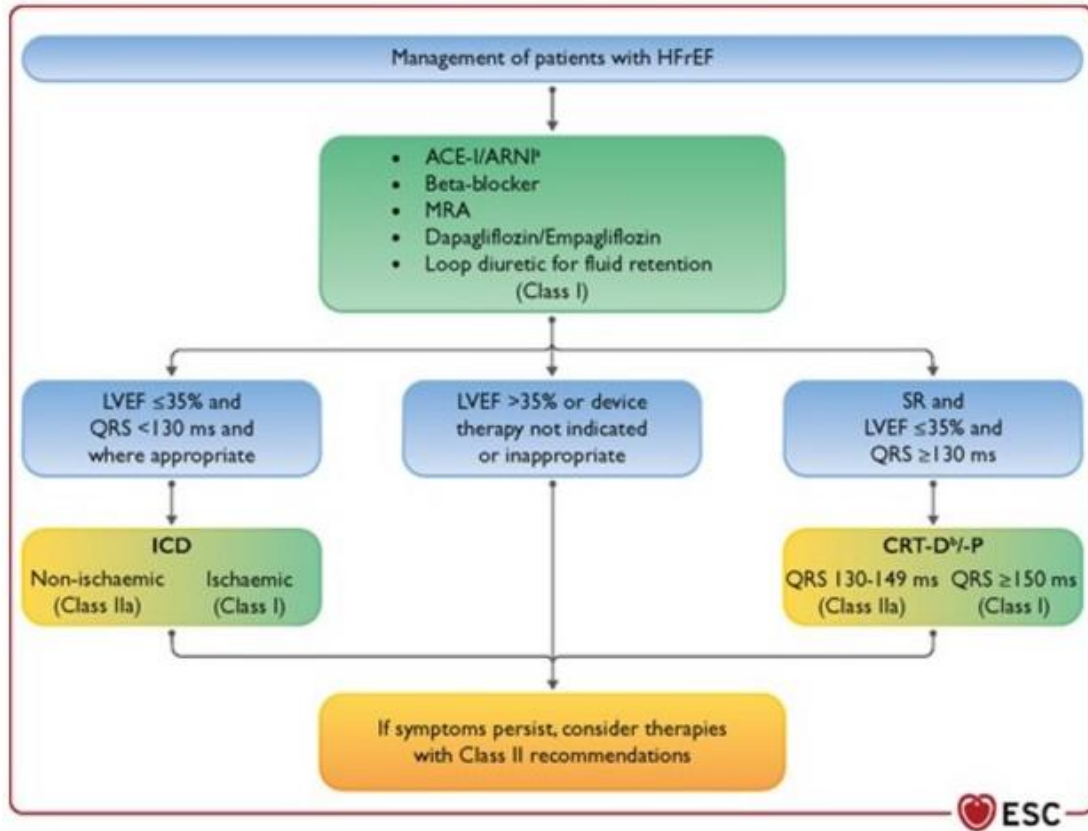 Management of patients with HFrEF
• ACE-I/ARNIª
• Beta-blocker
• MRA
• Dapagliflozin/Empagliflozin
• Loop diuretic for fluid retention
(Class I)
LVEF ≤35% and
QRS <130 ms and
where appropriate
LVEF >35% or device
therapy not indicated
or inappropriate
SR and
LVEF ≤35% and
QRS ≥130 ms
ICD
Non-ischaemic
(Class IIa)
Ischaemic
(Class I)
CRT-Dᵇ/-P
QRS 130-149 ms
(Class IIa)
QRS ≥150 ms
(Class I)
If symptoms persist, consider therapies
with Class II recommendations
ESC